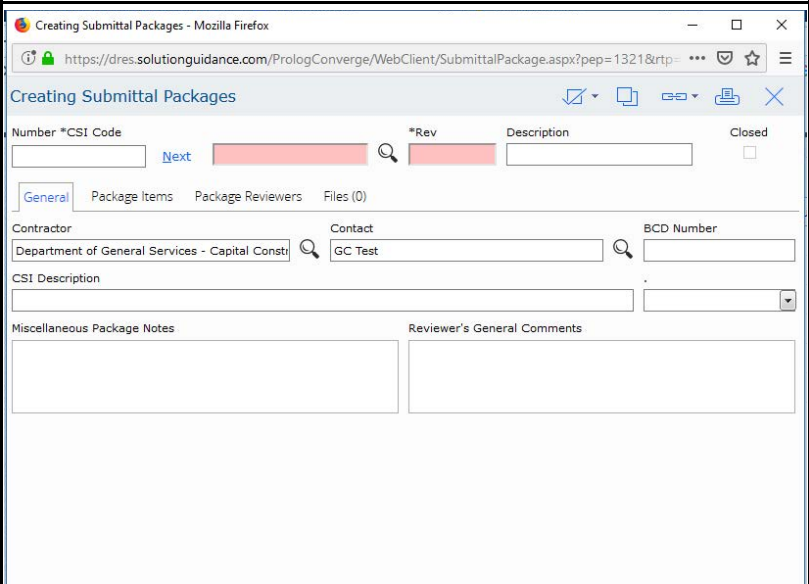 Creating Submittal Packages - Mozilla Firefox
https://dres.solutionguidance.com/PrologConverge/WebClient/SubmittalPackage.aspx?pep=1321&rtp=
Creating Submittal Packages
Number *CSI Code *Rev Description Closed
Next
General Package Items Package Reviewers Files (0)
Contractor Contact BCD Number
Department of General Services - Capital Constr GC Test
CSI Description .
Miscellaneous Package Notes Reviewer's General Comments